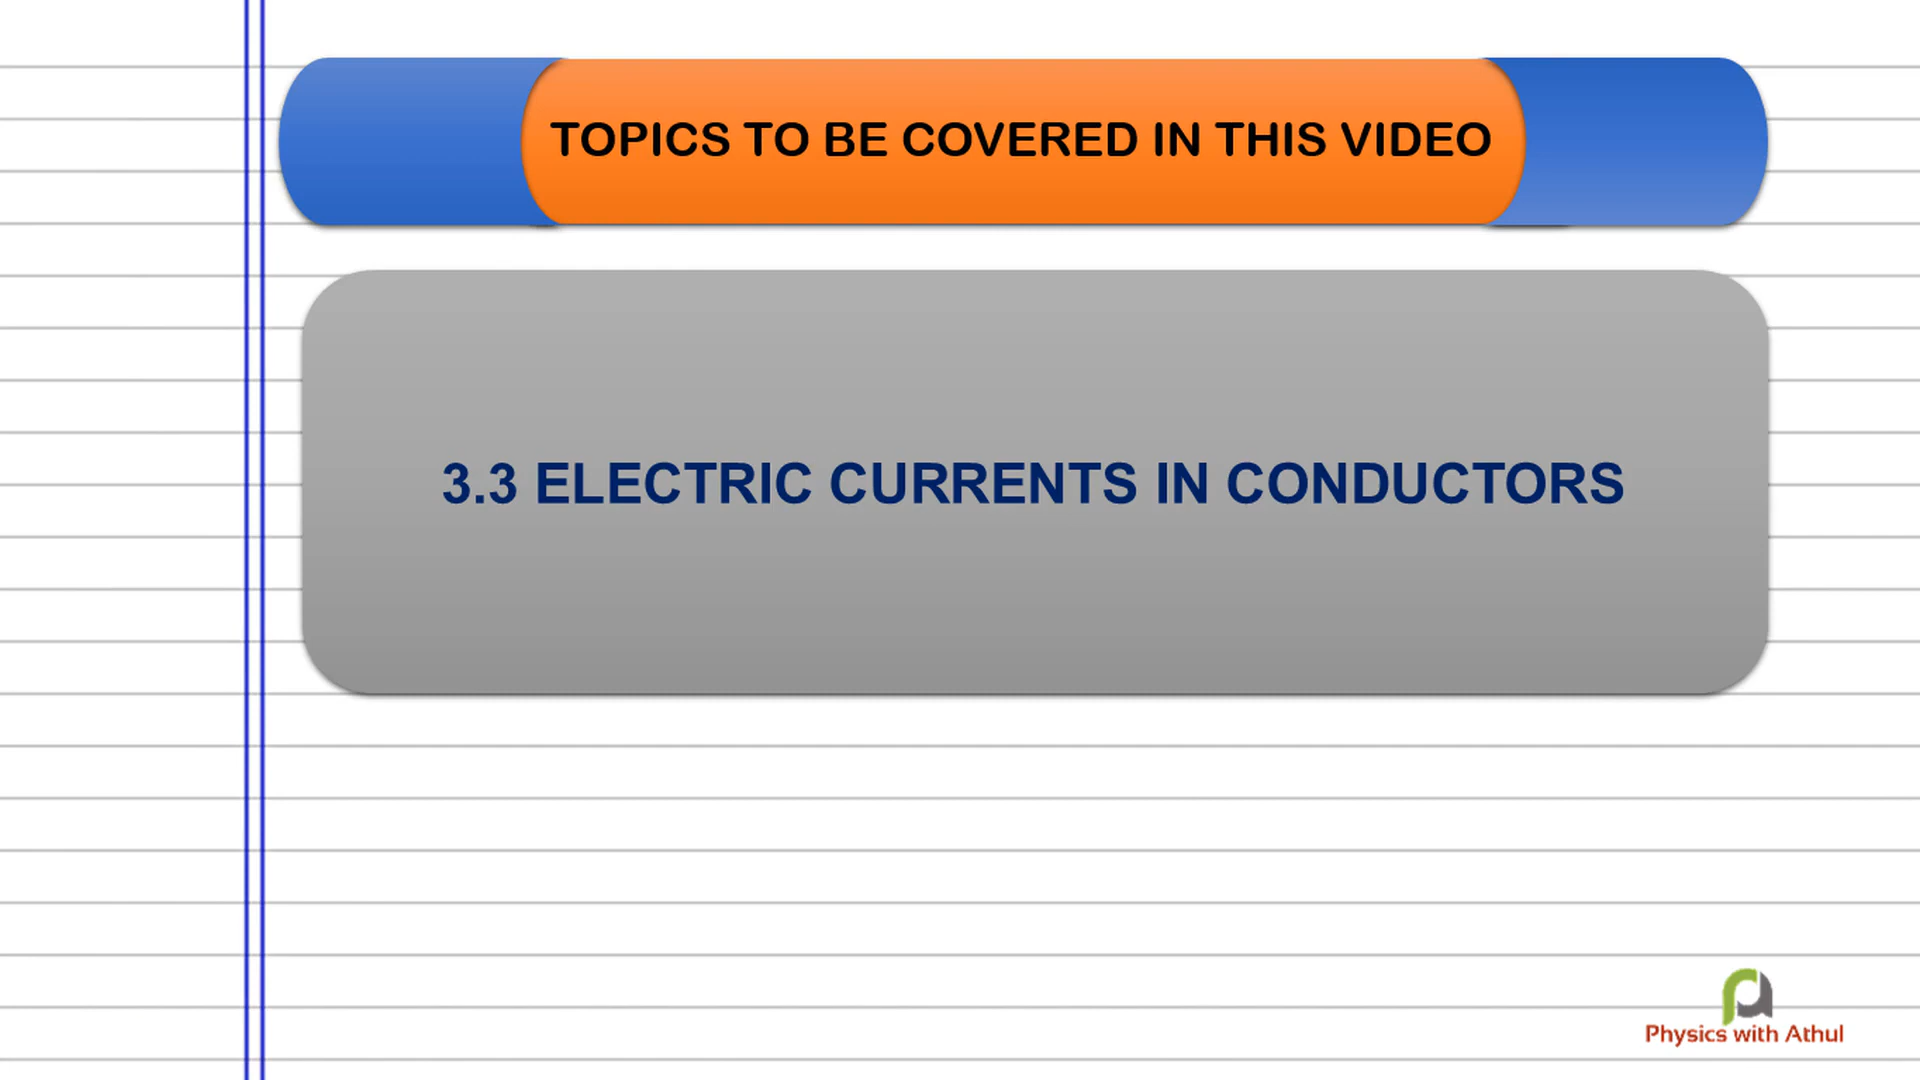 TOPICS TO BE COVERED IN THIS VIDEO
3.3 ELECTRIC CURRENTS IN CONDUCTORS
Physics with Athul